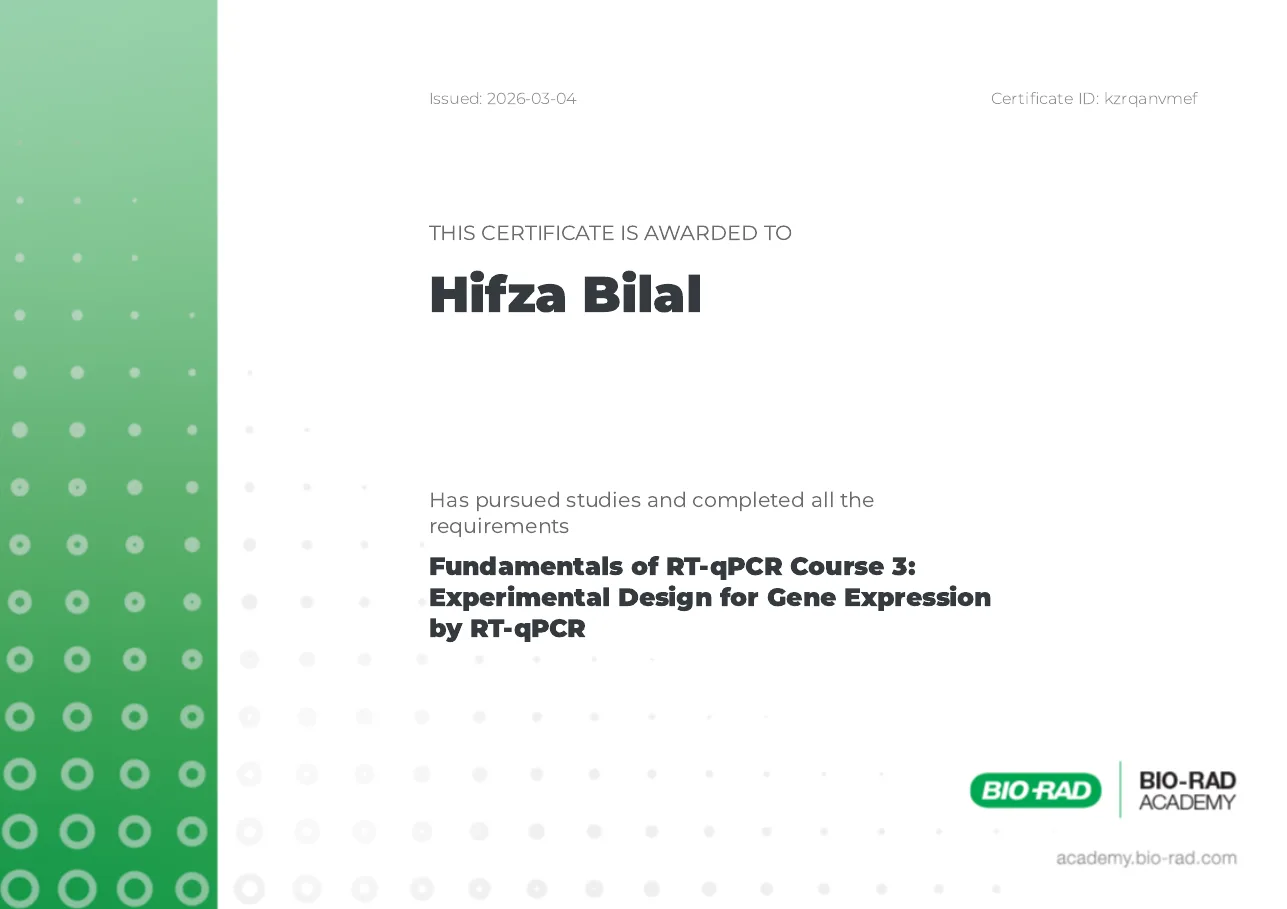 Issued: 2026-03-04
Certificate ID: kzrqanvmef
THIS CERTIFICATE IS AWARDED TO
Hifza Bilal
Has pursued studies and completed all the
requirements
Fundamentals of RT-qPCR Course 3:
Experimental Design for Gene Expression
by RT-qPCR
BIO-RAD
BIO-RAD
ACADEMY
academy.bio-rad.com